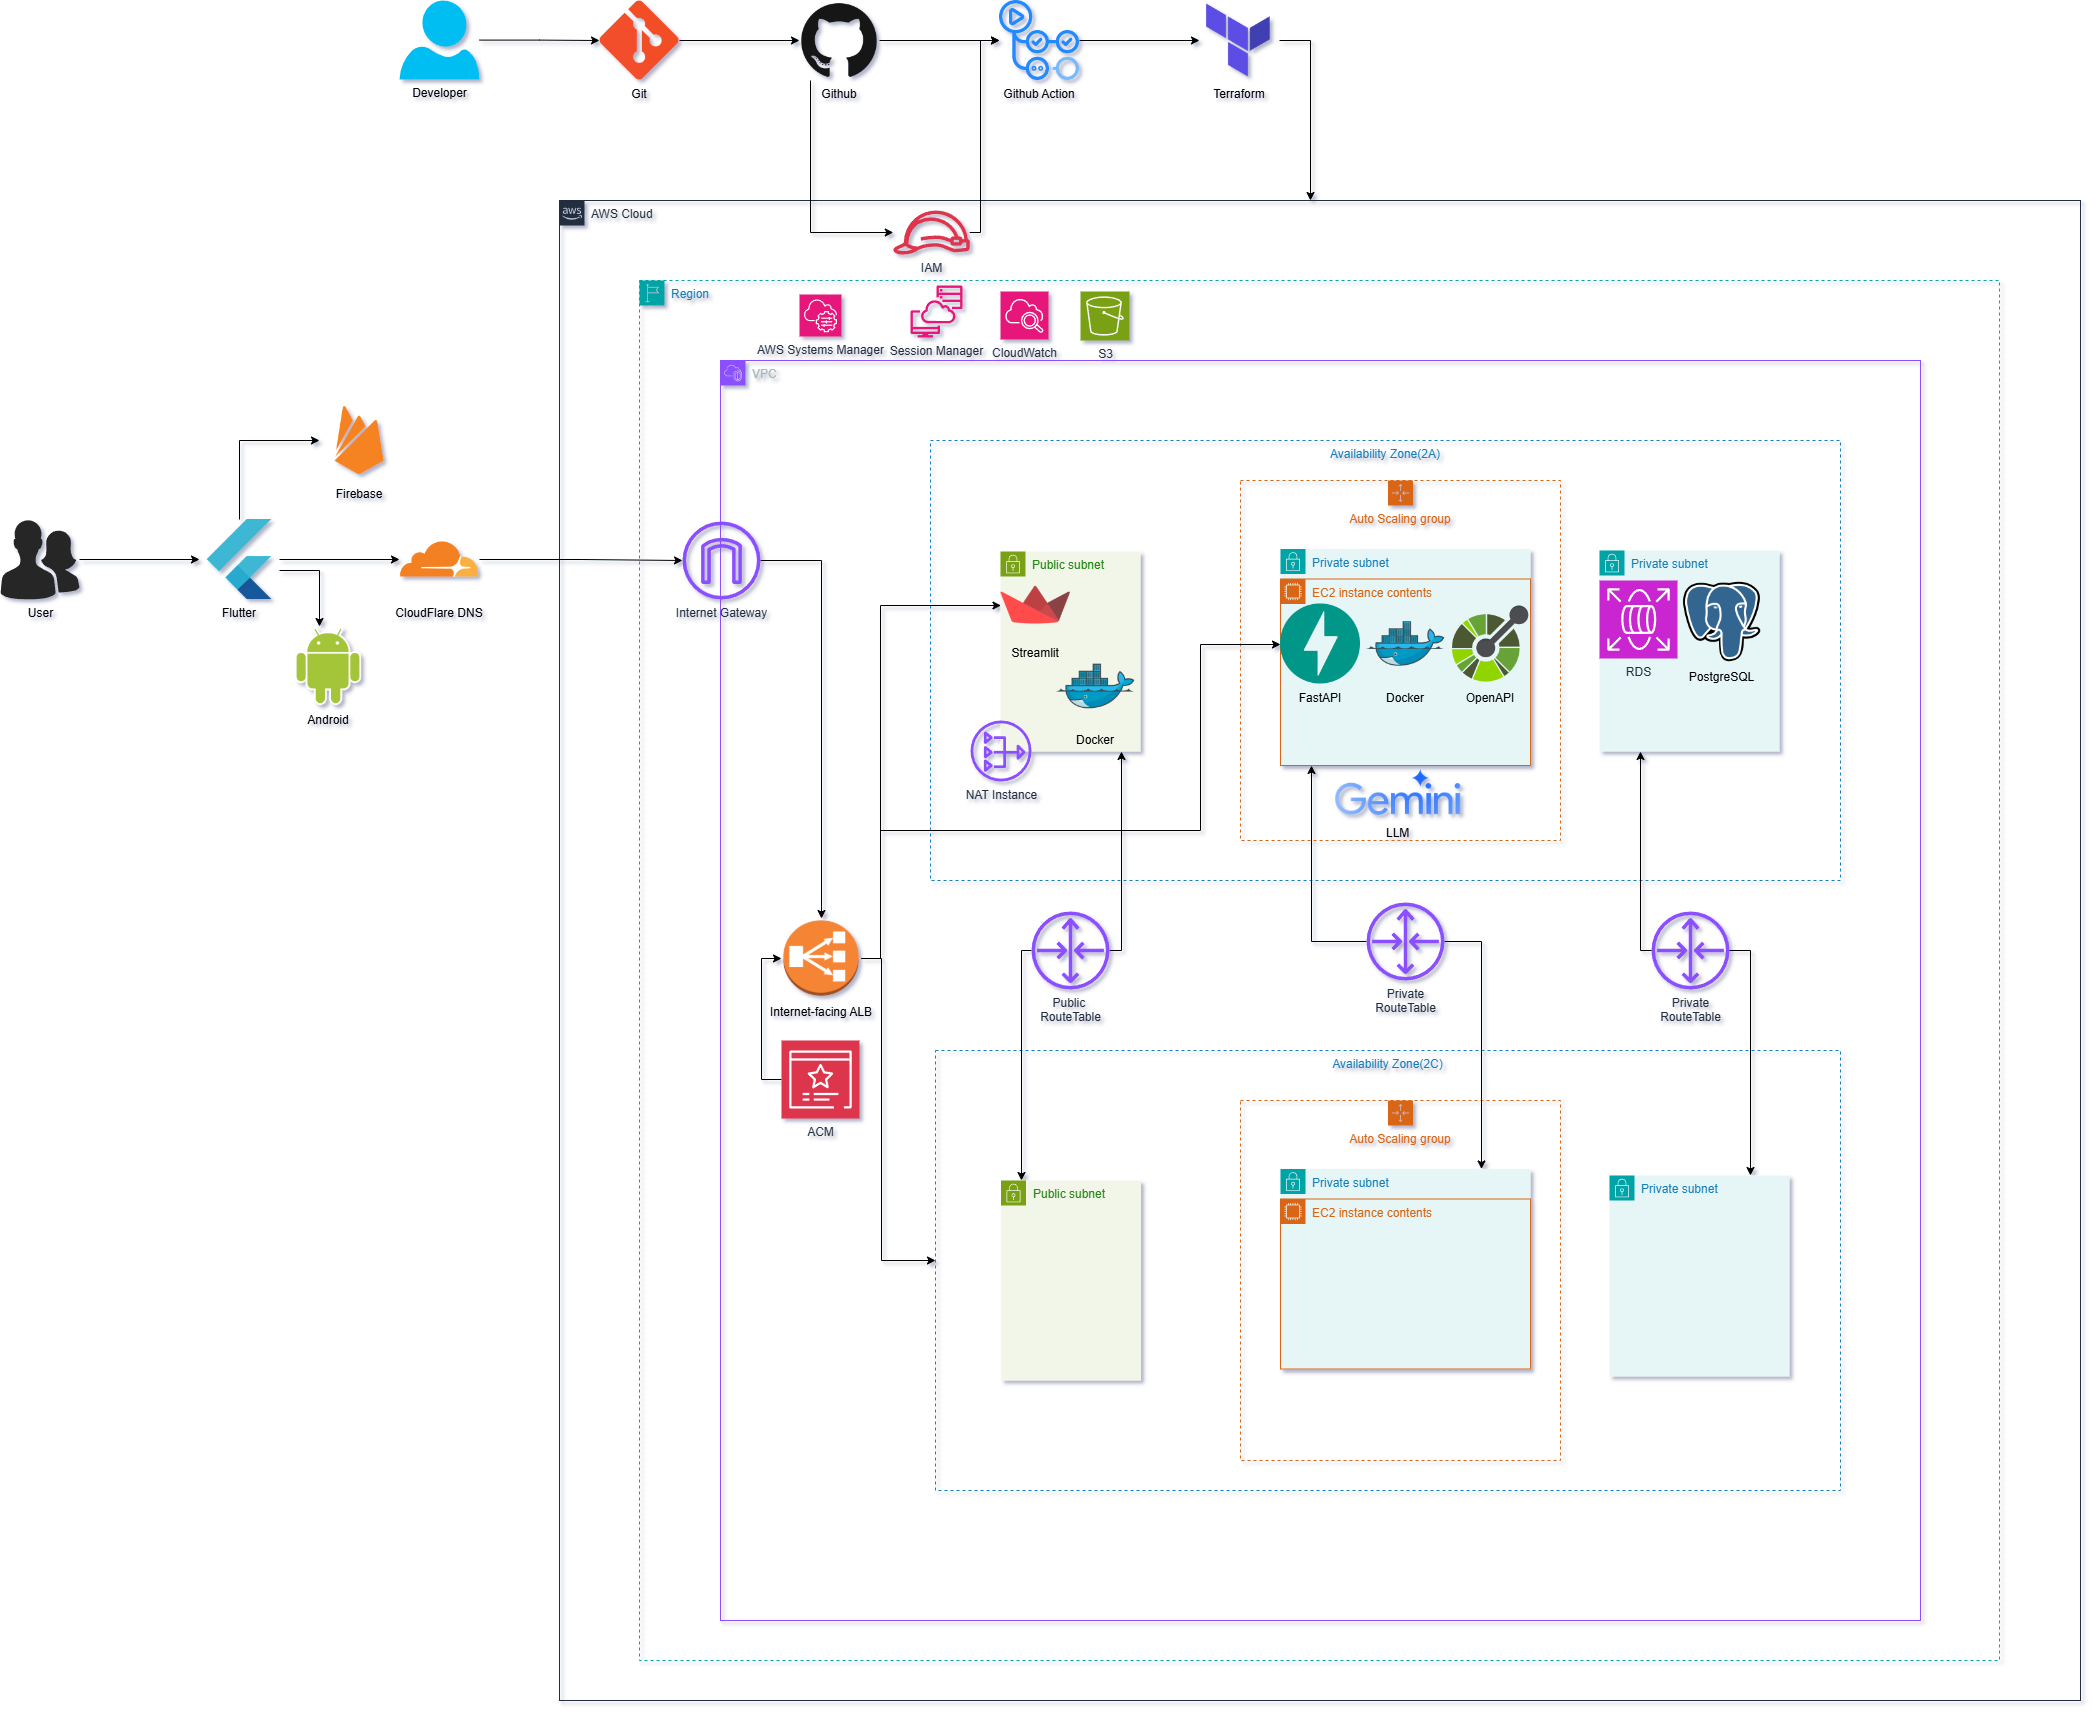 Developer
Git
Github
Github Action
Terraform
aws
AWS Cloud
IAM
Region
AWS Systems Manager
Session Manager
CloudWatch
S3
VPC
Availability Zone(2A)
Firebase
Auto Scaling group
Public subnet
Private subnet
Private subnet
EC2 instance contents
User
Flutter
CloudFlare DNS
Internet Gateway
Streamlit
RDS
PostgreSQL
FastAPI
Docker
OpenAPI
Android
Docker
NAT Instance
Gemini
LLM
Internet-facing ALB
Public
RouteTable
Private
RouteTable
Private
RouteTable
Availability Zone(2C)
ACM
Auto Scaling group
Public subnet
Private subnet
Private subnet
EC2 instance contents